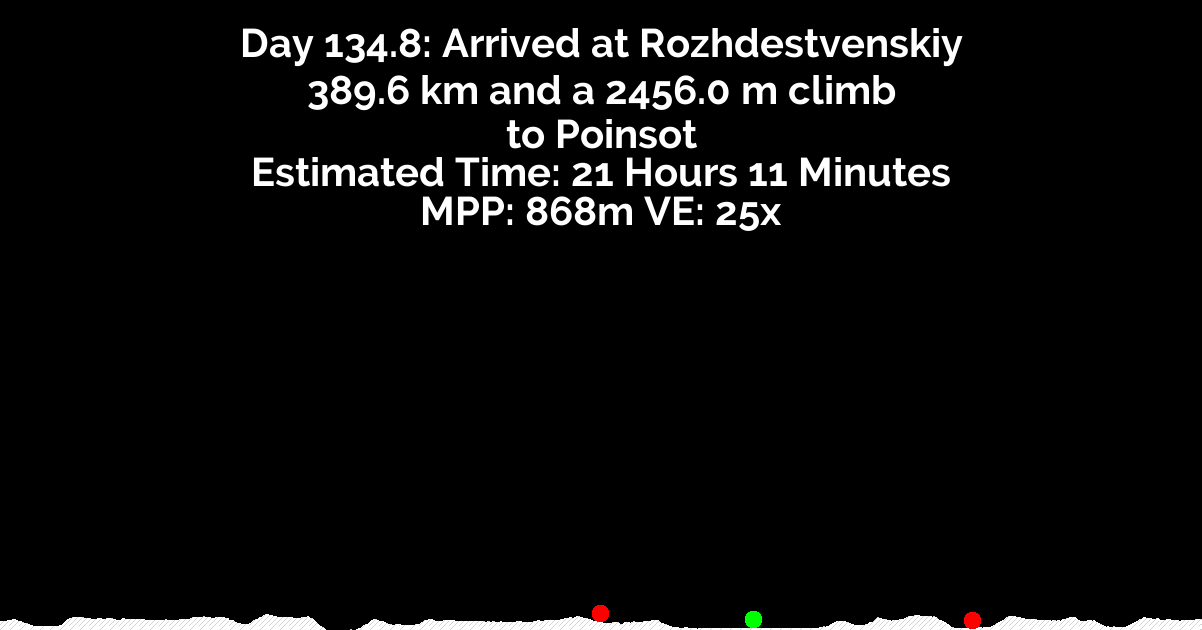 Day 134.8: Arrived at Rozhdestvenskiy
389.6 km and a 2456.0 m climb
to Poinsot
Estimated Time: 21 Hours 11 Minutes
MPP: 868m VE: 25x